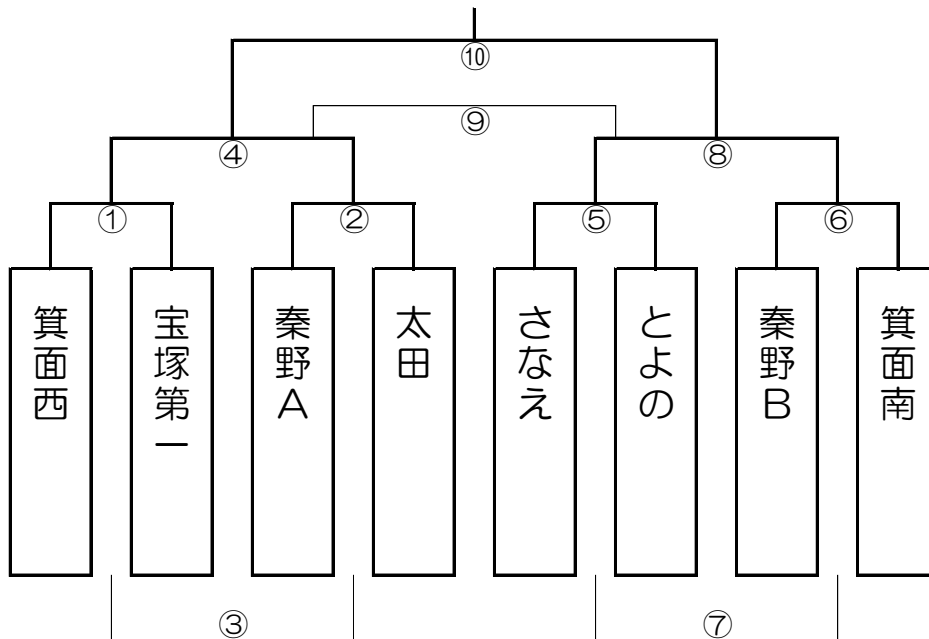 ⑩
⑨
④
⑧
①
②
⑤
⑥
箕面西
宝塚第一
秦野A
太田
さなえ
とよの
秦野B
箕面南
③
⑦